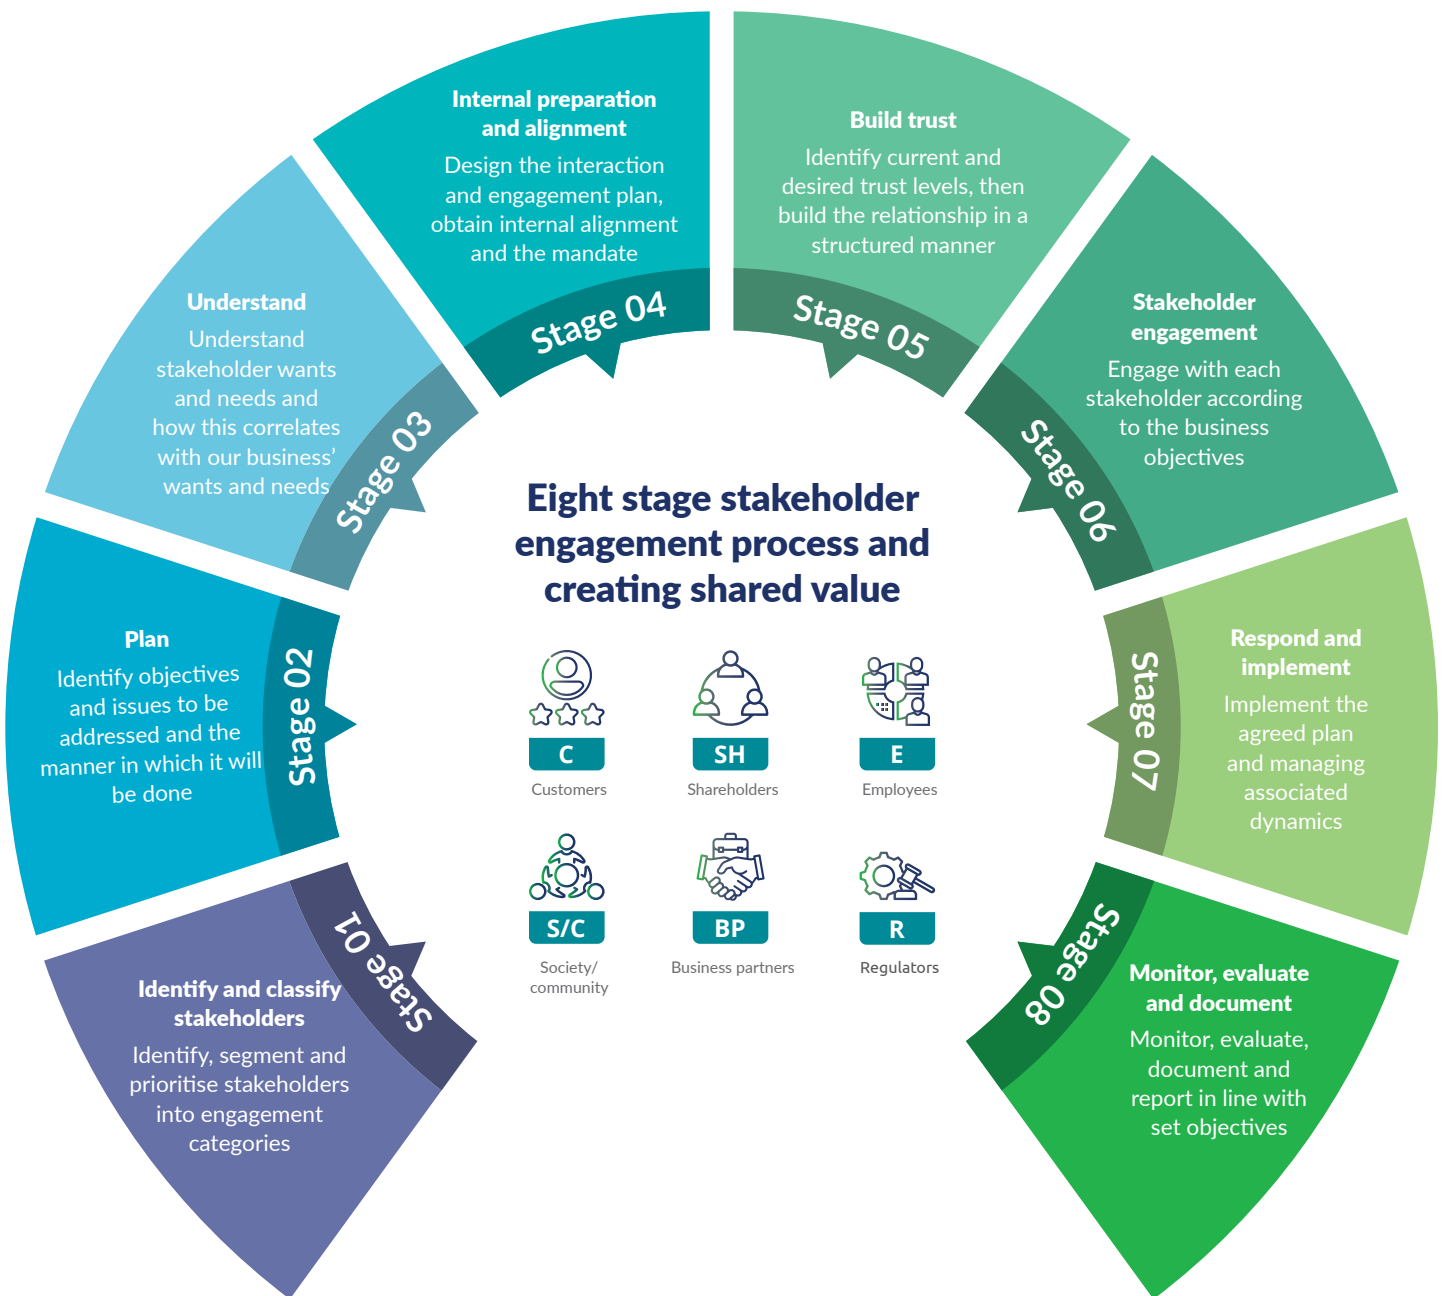 Eight stage stakeholder
engagement process and
creating shared value
Stage 01
Identify and classify
stakeholders
Identify, segment and
prioritise stakeholders
into engagement
categories
Stage 02
Plan
Identify objectives
and issues to be
addressed and the
manner in which it will
be done
Stage 03
Understand
Understand
stakeholder wants
and needs and
how this correlates
with our business’
wants and needs
Stage 04
Internal preparation
and alignment
Design the interaction
and engagement plan,
obtain internal alignment
and the mandate
Stage 05
Build trust
Identify current and
desired trust levels, then
build the relationship in a
structured manner
Stage 06
Stakeholder
engagement
Engage with each
stakeholder according
to the business
objectives
Stage 07
Respond and
implement
Implement the
agreed plan
and managing
associated
dynamics
Stage 08
Monitor, evaluate
and document
Monitor, evaluate,
document and
report in line with
set objectives
C
Customers
SH
Shareholders
E
Employees
S/C
Society/
community
BP
Business partners
R
Regulators